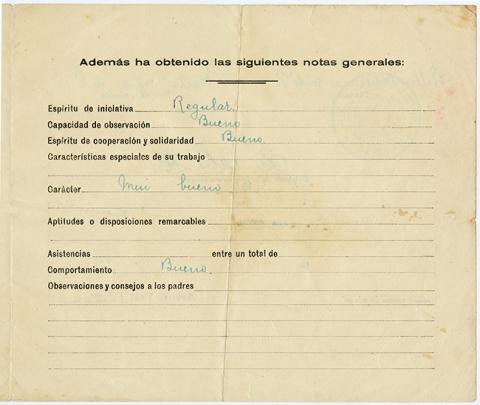 Además ha obtenido las siguientes notas generales:
Espíritu de iniciativa Regular.
Capacidad de observación Bueno
Espíritu de cooperación y solidaridad Bueno
Características especales de su trabajo
Carácter Mui bueno
Aptitudes o disposiciones remarcables
Asistencias entre un total de
Comportamiento Bueno.
Observaciones y consejos a los padres